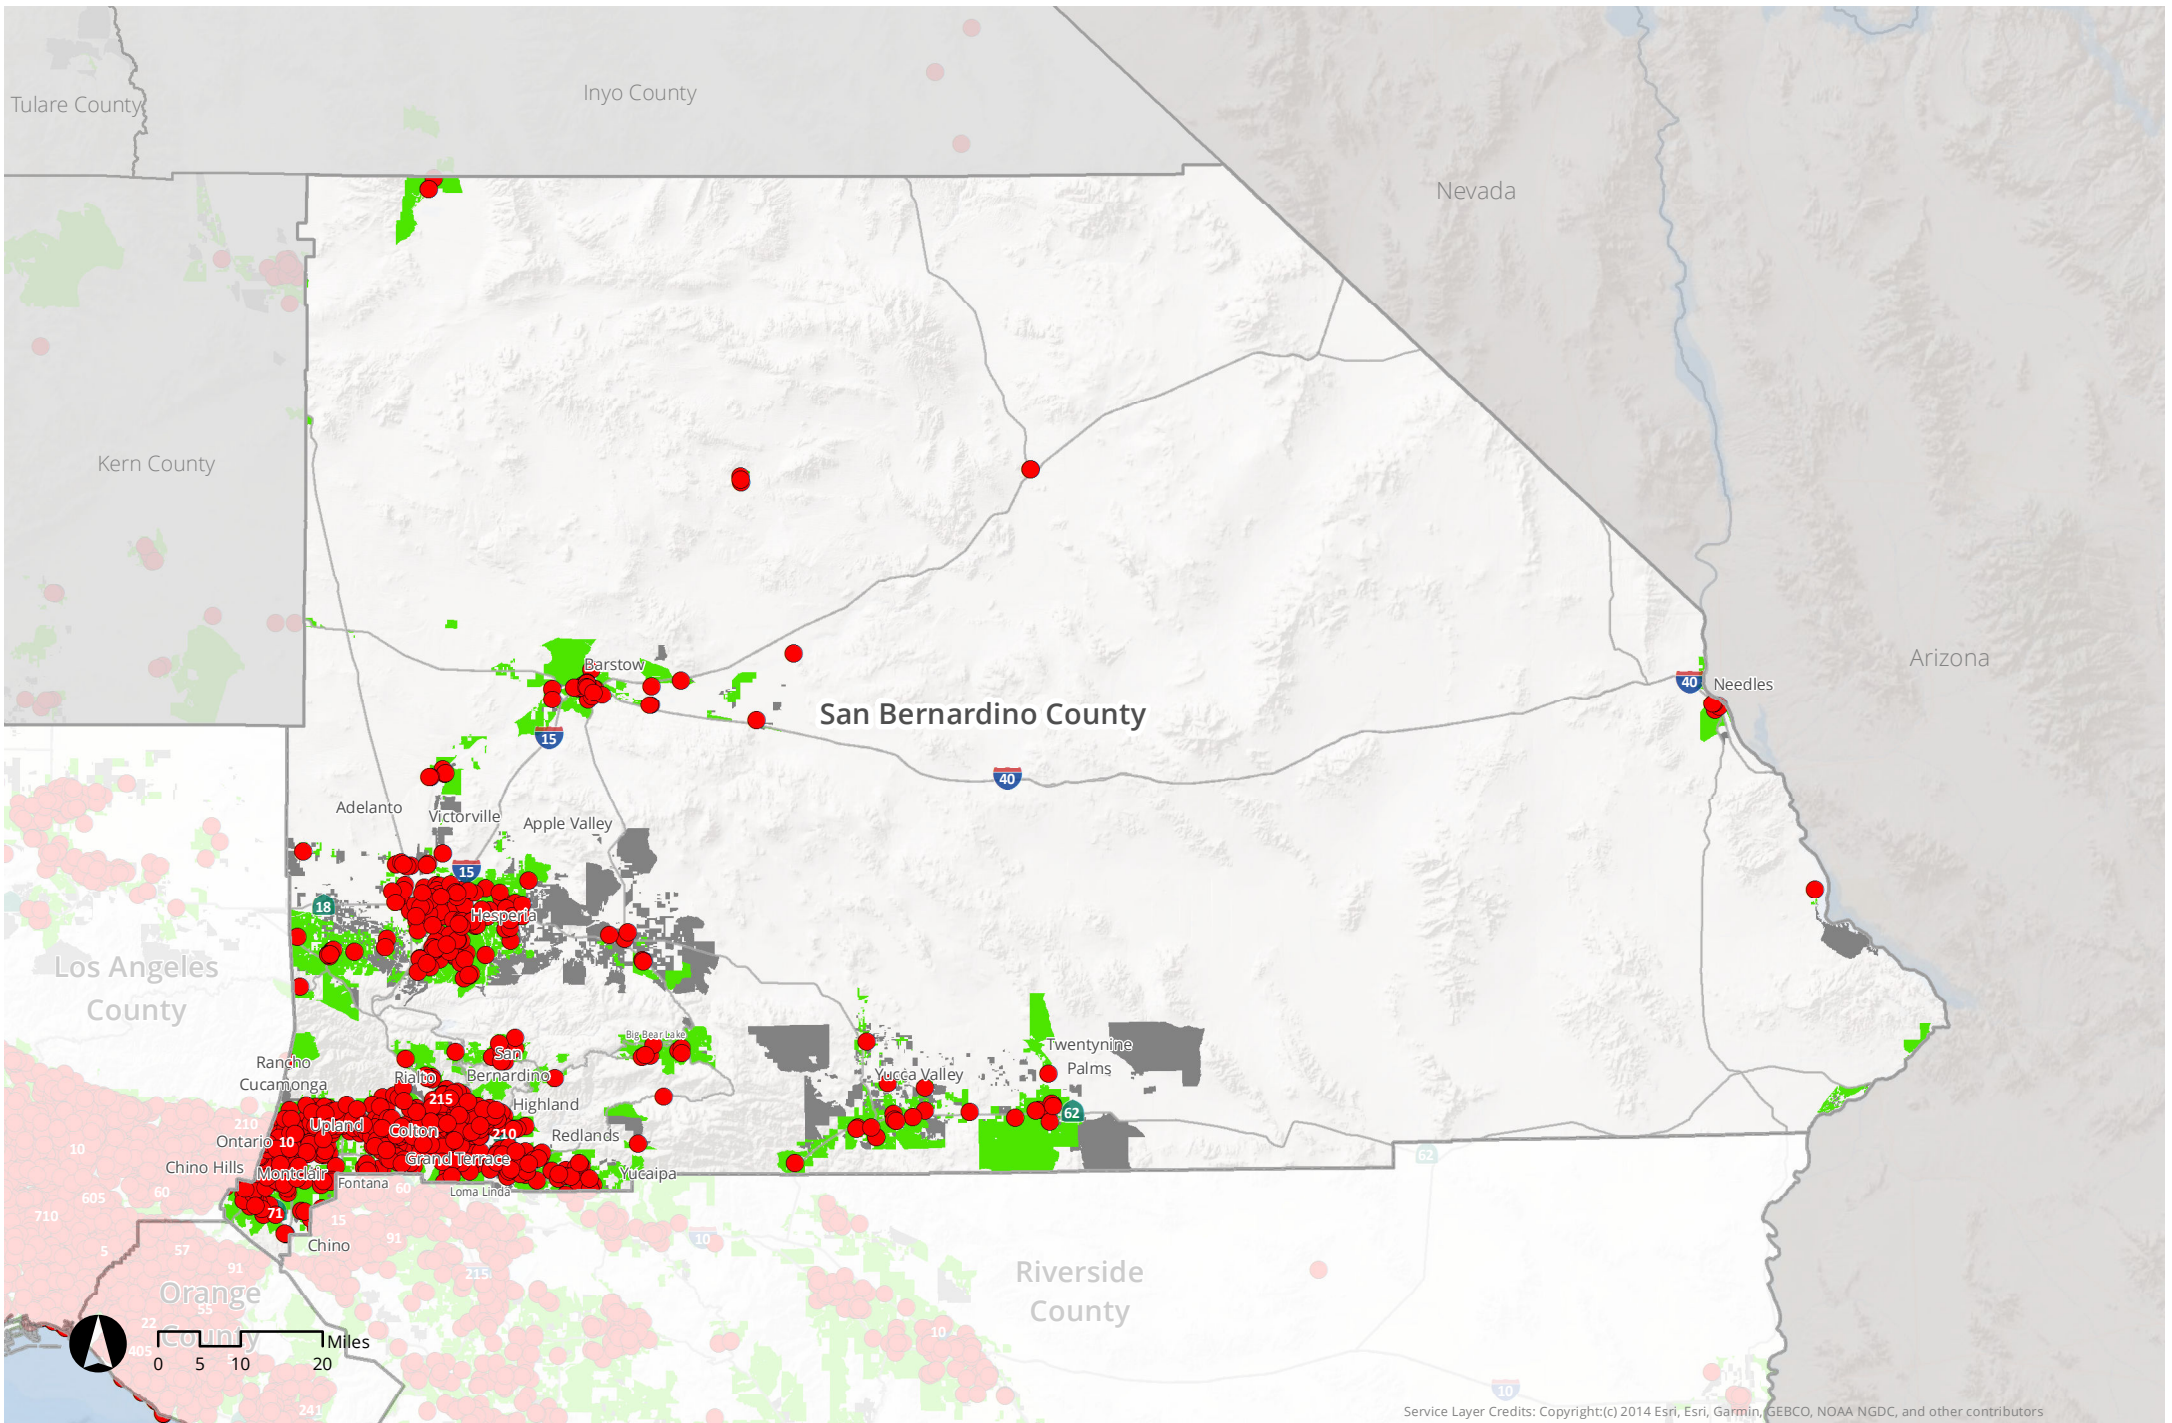 Inyo County
Tulare County
Nevada
Kern County
Arizona
Barstow
40
Needles
San Bernardino County
15
40
Adelanto
Victorville
Apple Valley
15
18
Hesperia
Los Angeles
County
Big Bear Lake
Twentynine
Palms
San
Bernardino
Rancho
Cucamonga
Rialto
Yucca Valley
215
Highland
62
210
Upland
Colton
210
Redlands
Ontario
10
10
62
Grand Terrace
Chino Hills
Montclair
Fontana
Yucaipa
60
Loma Linda
605
60
71
710
15
Chino
91
10
5
57
91
215
Riverside
County
Orange
County
55
22
405
5
10
241
10
Miles
0 5 10 20
Service Layer Credits: Copyright:(c) 2014 Esri, Esri, Garmin, GEBCO, NOAA NGDC, and other contributors